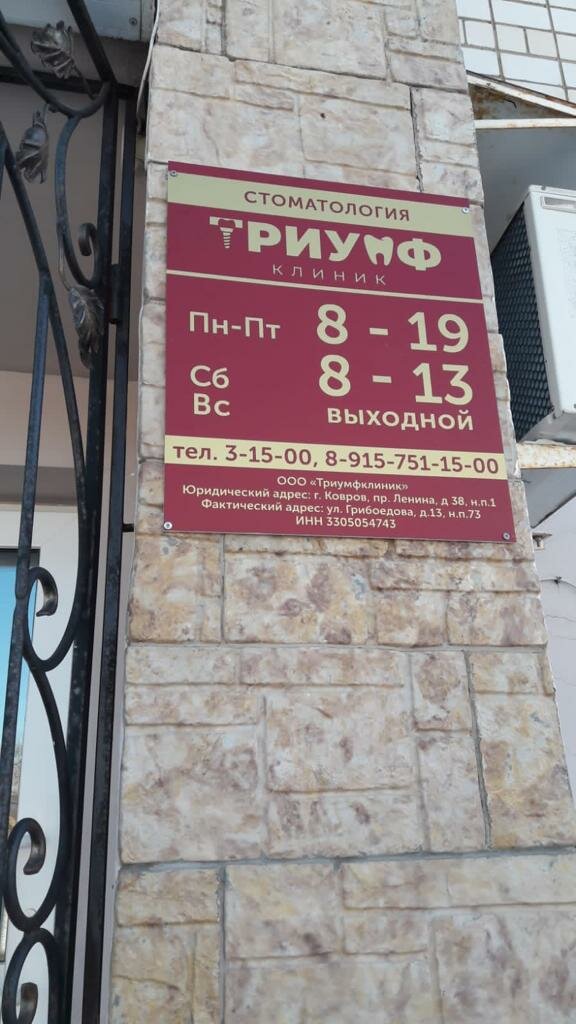 СТОМАТОЛОГИЯ
ТРИУМФ
КЛИНИК
Пн-Пт 8 - 19
Сб 8 - 13
Вс ВЫХОДНОЙ
тел. 3-15-00, 8-915-751-15-00
ООО «Триумфклиник»
Юридический адрес: г. Ковров, пр. Ленина, д 38, н.п.1
Фактический адрес: ул. Грибоедова, д.13, н.п.73
ИНН 3305054743